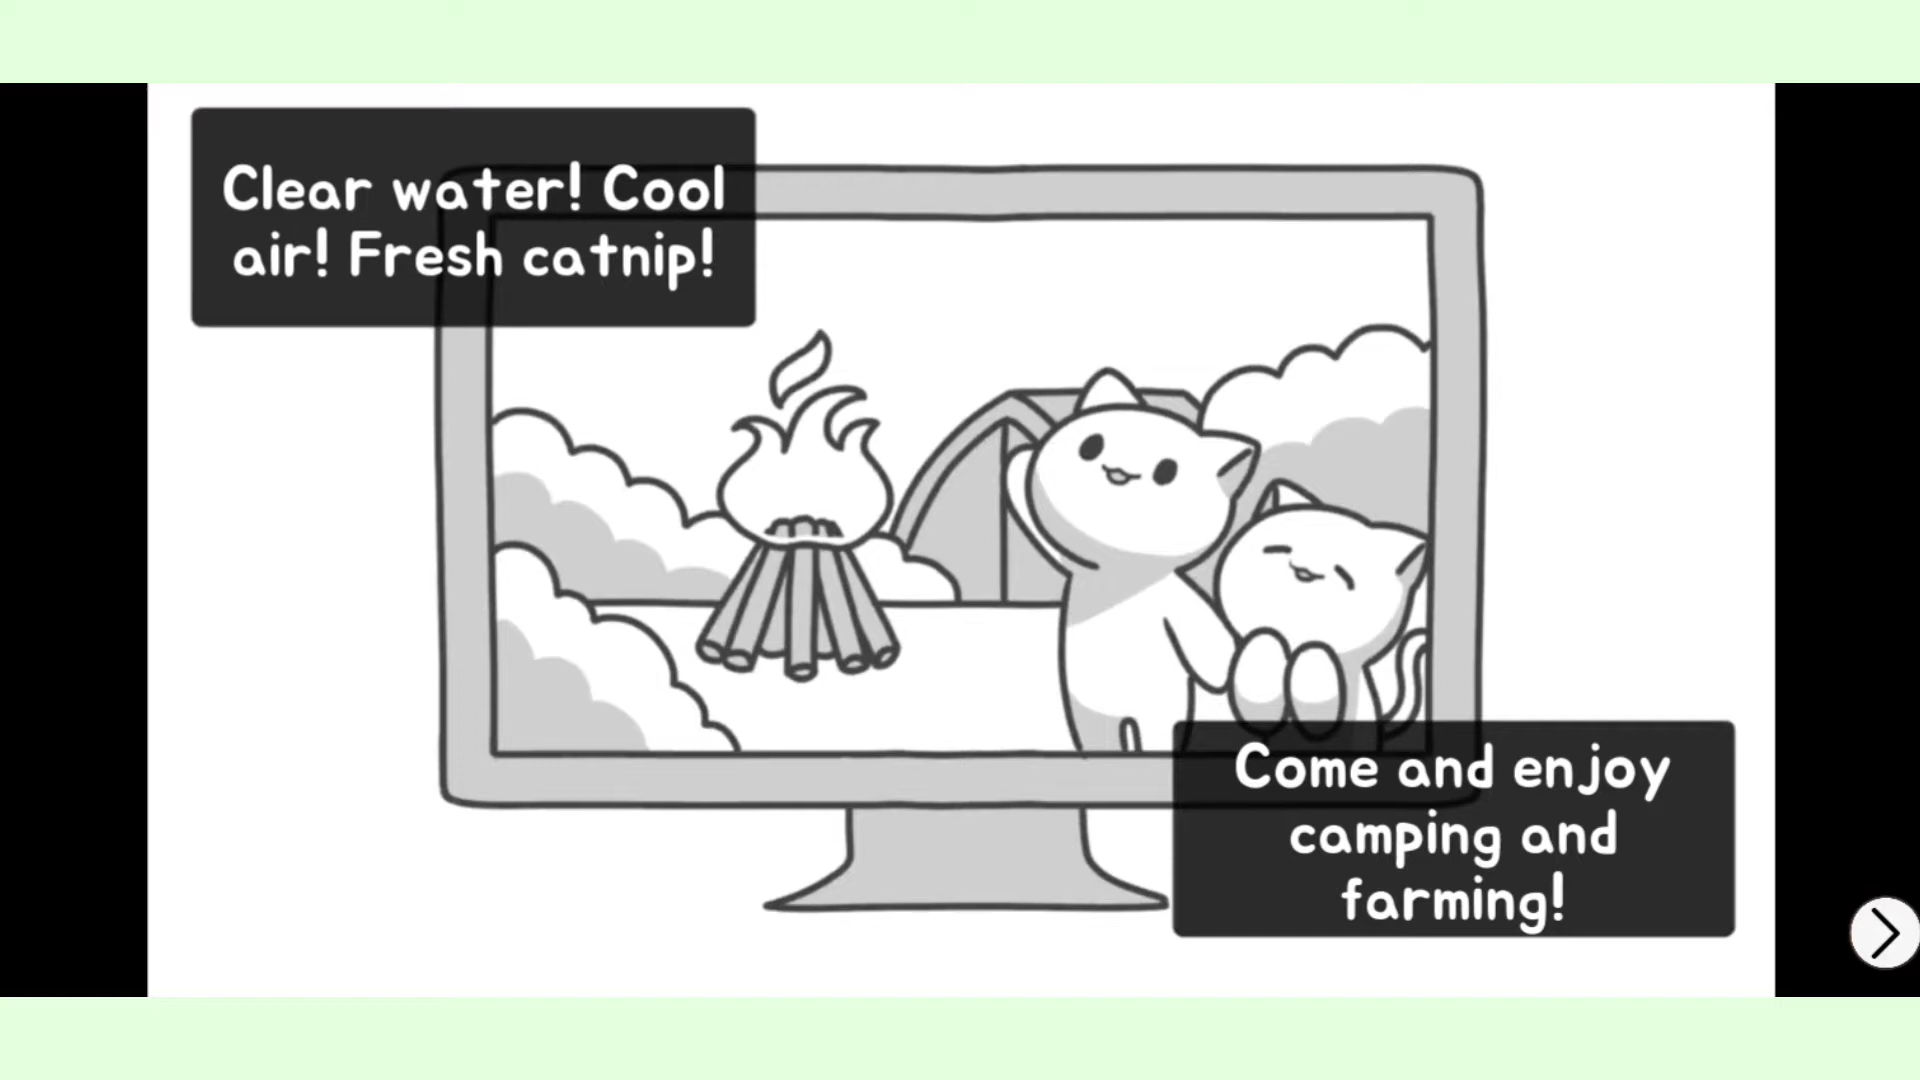 Clear water! Cool
air! Fresh catnip!
Come and enjoy
camping and
farming!